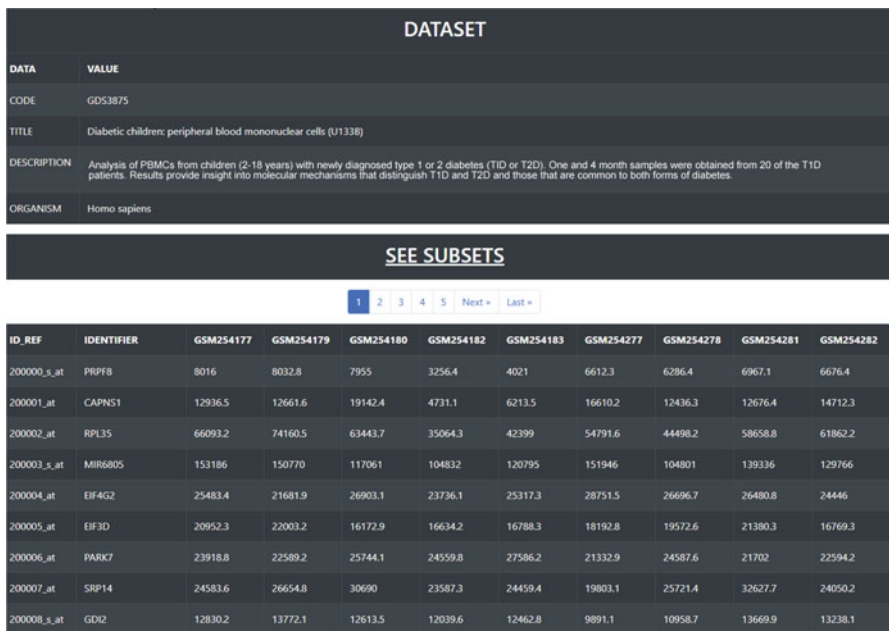 DATASET
DATA VALUE
CODE GDS3875
TITLE Diabetic children: peripheral blood mononuclear cells (U133B)
DESCRIPTION Analysis of PBMCs from children (2-18 years) with newly diagnosed type 1 or 2 diabetes (TID or T2D). One and 4 month samples were obtained from 20 of the T1D
patients. Results provide insight into molecular mechanisms that distinguish T1D and T2D and those that are common to both forms of diabetes.
ORGANISM Homo sapiens
SEE SUBSETS
1 2 3 4 5 Next » Last »
ID_REF IDENTIFIER GSM254177 GSM254179 GSM254180 GSM254182 GSM254183 GSM254277 GSM254278 GSM254281 GSM254282
200000_s_at PRPF8 8016 8032.8 7955 3256.4 4021 6612.3 6286.4 6967.1 6676.4
200001_at CAPNS1 12936.5 12661.6 19142.4 4731.1 6213.5 16610.2 12436.3 12676.4 14712.3
200002_at RPL35 66093.2 74160.5 63443.7 35064.3 42399 54791.6 44498.2 58658.8 61862.2
200003_s_at MIR6805 153186 150770 117061 104832 120795 151946 104801 139336 129766
200004_at EIF4G2 25483.4 21681.9 26903.1 23736.1 25317.3 28751.5 26696.7 26480.8 24446
200005_at EIF3D 20952.3 22003.2 16172.9 16634.2 16788.3 18192.8 19572.6 21380.3 16769.3
200006_at PARK7 23918.8 22589.2 25744.1 24559.8 27586.2 21332.9 24587.6 21702 22594.2
200007_at SRP14 24583.6 26654.8 30690 23587.3 24459.4 19803.1 25721.4 32627.7 24050.2
200008_s_at GDI2 12830.2 13772.1 12613.5 12039.6 12462.8 9891.1 10958.7 13669.9 13238.1